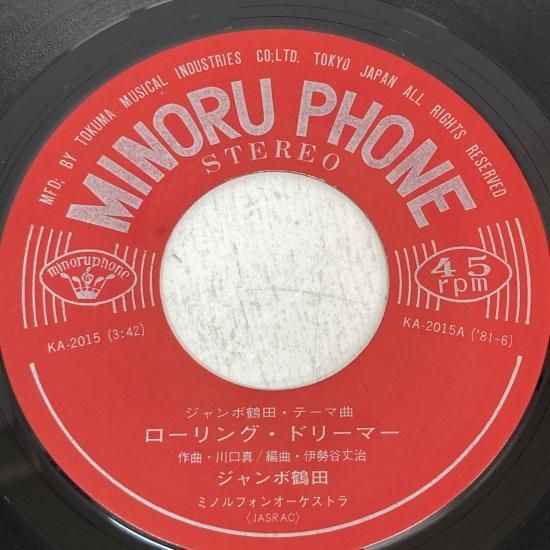 MFD; BY TOKUMA MUSICAL INDUSTRIES CO;LTD. TOKYO JAPAN ALL RIGHTS RESERVED
MINORU PHONE
STEREO
minoruphone
45 rpm
KA-2015 (3:42)
KA-2015A ('81-6)
ジャンボ鶴田・テーマ曲
ローリング・ドリーマー
作曲・川口真/編曲・伊勢谷丈治
ジャンボ鶴田
ミノルフォンオーケストラ
〈JASRAC〉